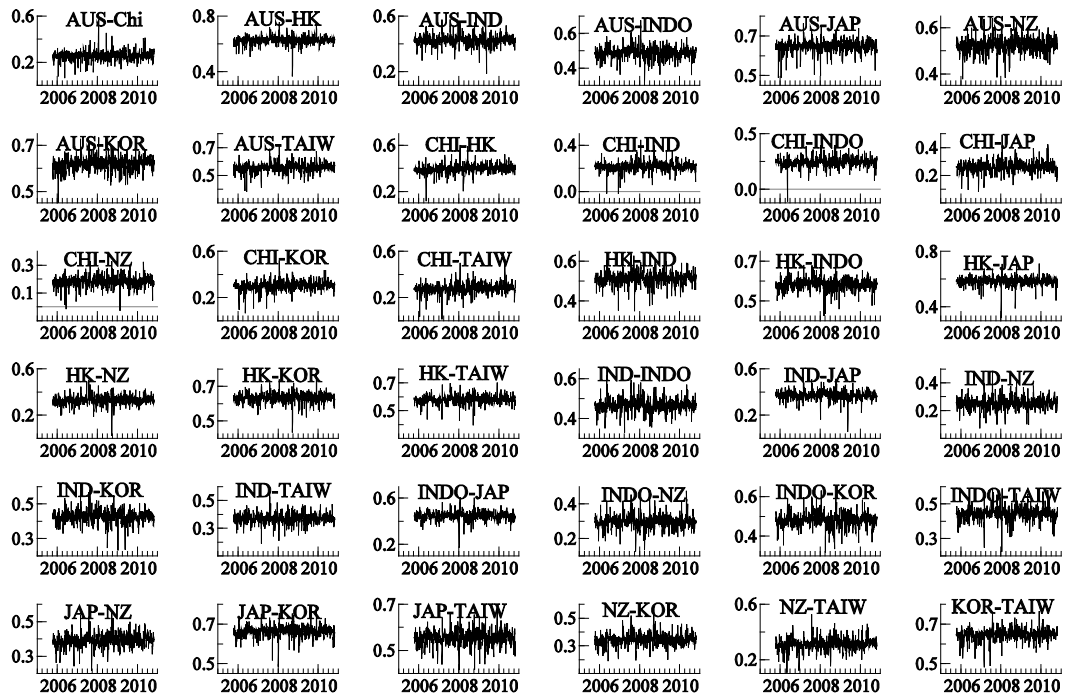 AUS-Chi AUS-HK AUS-IND AUS-INDO AUS-JAP AUS-NZ
0.6 0.8 0.6 0.6 0.7 0.6
0.2 0.4 0.2 0.4 0.5 0.4
2006 2008 2010 2006 2008 2010 2006 2008 2010 2006 2008 2010 2006 2008 2010 2006 2008 2010
AUS-KOR AUS-TAIW CHI-HK CHI-IND CHI-INDO CHI-JAP
0.7 0.7 0.6 0.4 0.5 0.4
0.5 0.5 0.2 0.0 0.0 0.2
2006 2008 2010 2006 2008 2010 2006 2008 2010 2006 2008 2010 2006 2008 2010 2006 2008 2010
CHI-NZ CHI-KOR CHI-TAIW HK-IND HK-INDO HK-JAP
0.3 0.6 0.6 0.6 0.7 0.8
0.1 0.2 0.2 0.4 0.5 0.4
2006 2008 2010 2006 2008 2010 2006 2008 2010 2006 2008 2010 2006 2008 2010 2006 2008 2010
HK-NZ HK-KOR HK-TAIW IND-INDO IND-JAP IND-NZ
0.6 0.7 0.7 0.6 0.6 0.4
0.2 0.5 0.5 0.4 0.2 0.2
2006 2008 2010 2006 2008 2010 2006 2008 2010 2006 2008 2010 2006 2008 2010 2006 2008 2010
IND-KOR IND-TAIW INDO-JAP INDO-NZ INDO-KOR INDO-TAIW
0.5 0.5 0.6 0.4 0.6 0.5
0.3 0.3 0.2 0.2 0.4 0.3
2006 2008 2010 2006 2008 2010 2006 2008 2010 2006 2008 2010 2006 2008 2010 2006 2008 2010
JAP-NZ JAP-KOR JAP-TAIW NZ-KOR NZ-TAIW KOR-TAIW
0.5 0.7 0.7 0.5 0.6 0.7
0.3 0.5 0.5 0.3 0.2 0.5
2006 2008 2010 2006 2008 2010 2006 2008 2010 2006 2008 2010 2006 2008 2010 2006 2008 2010